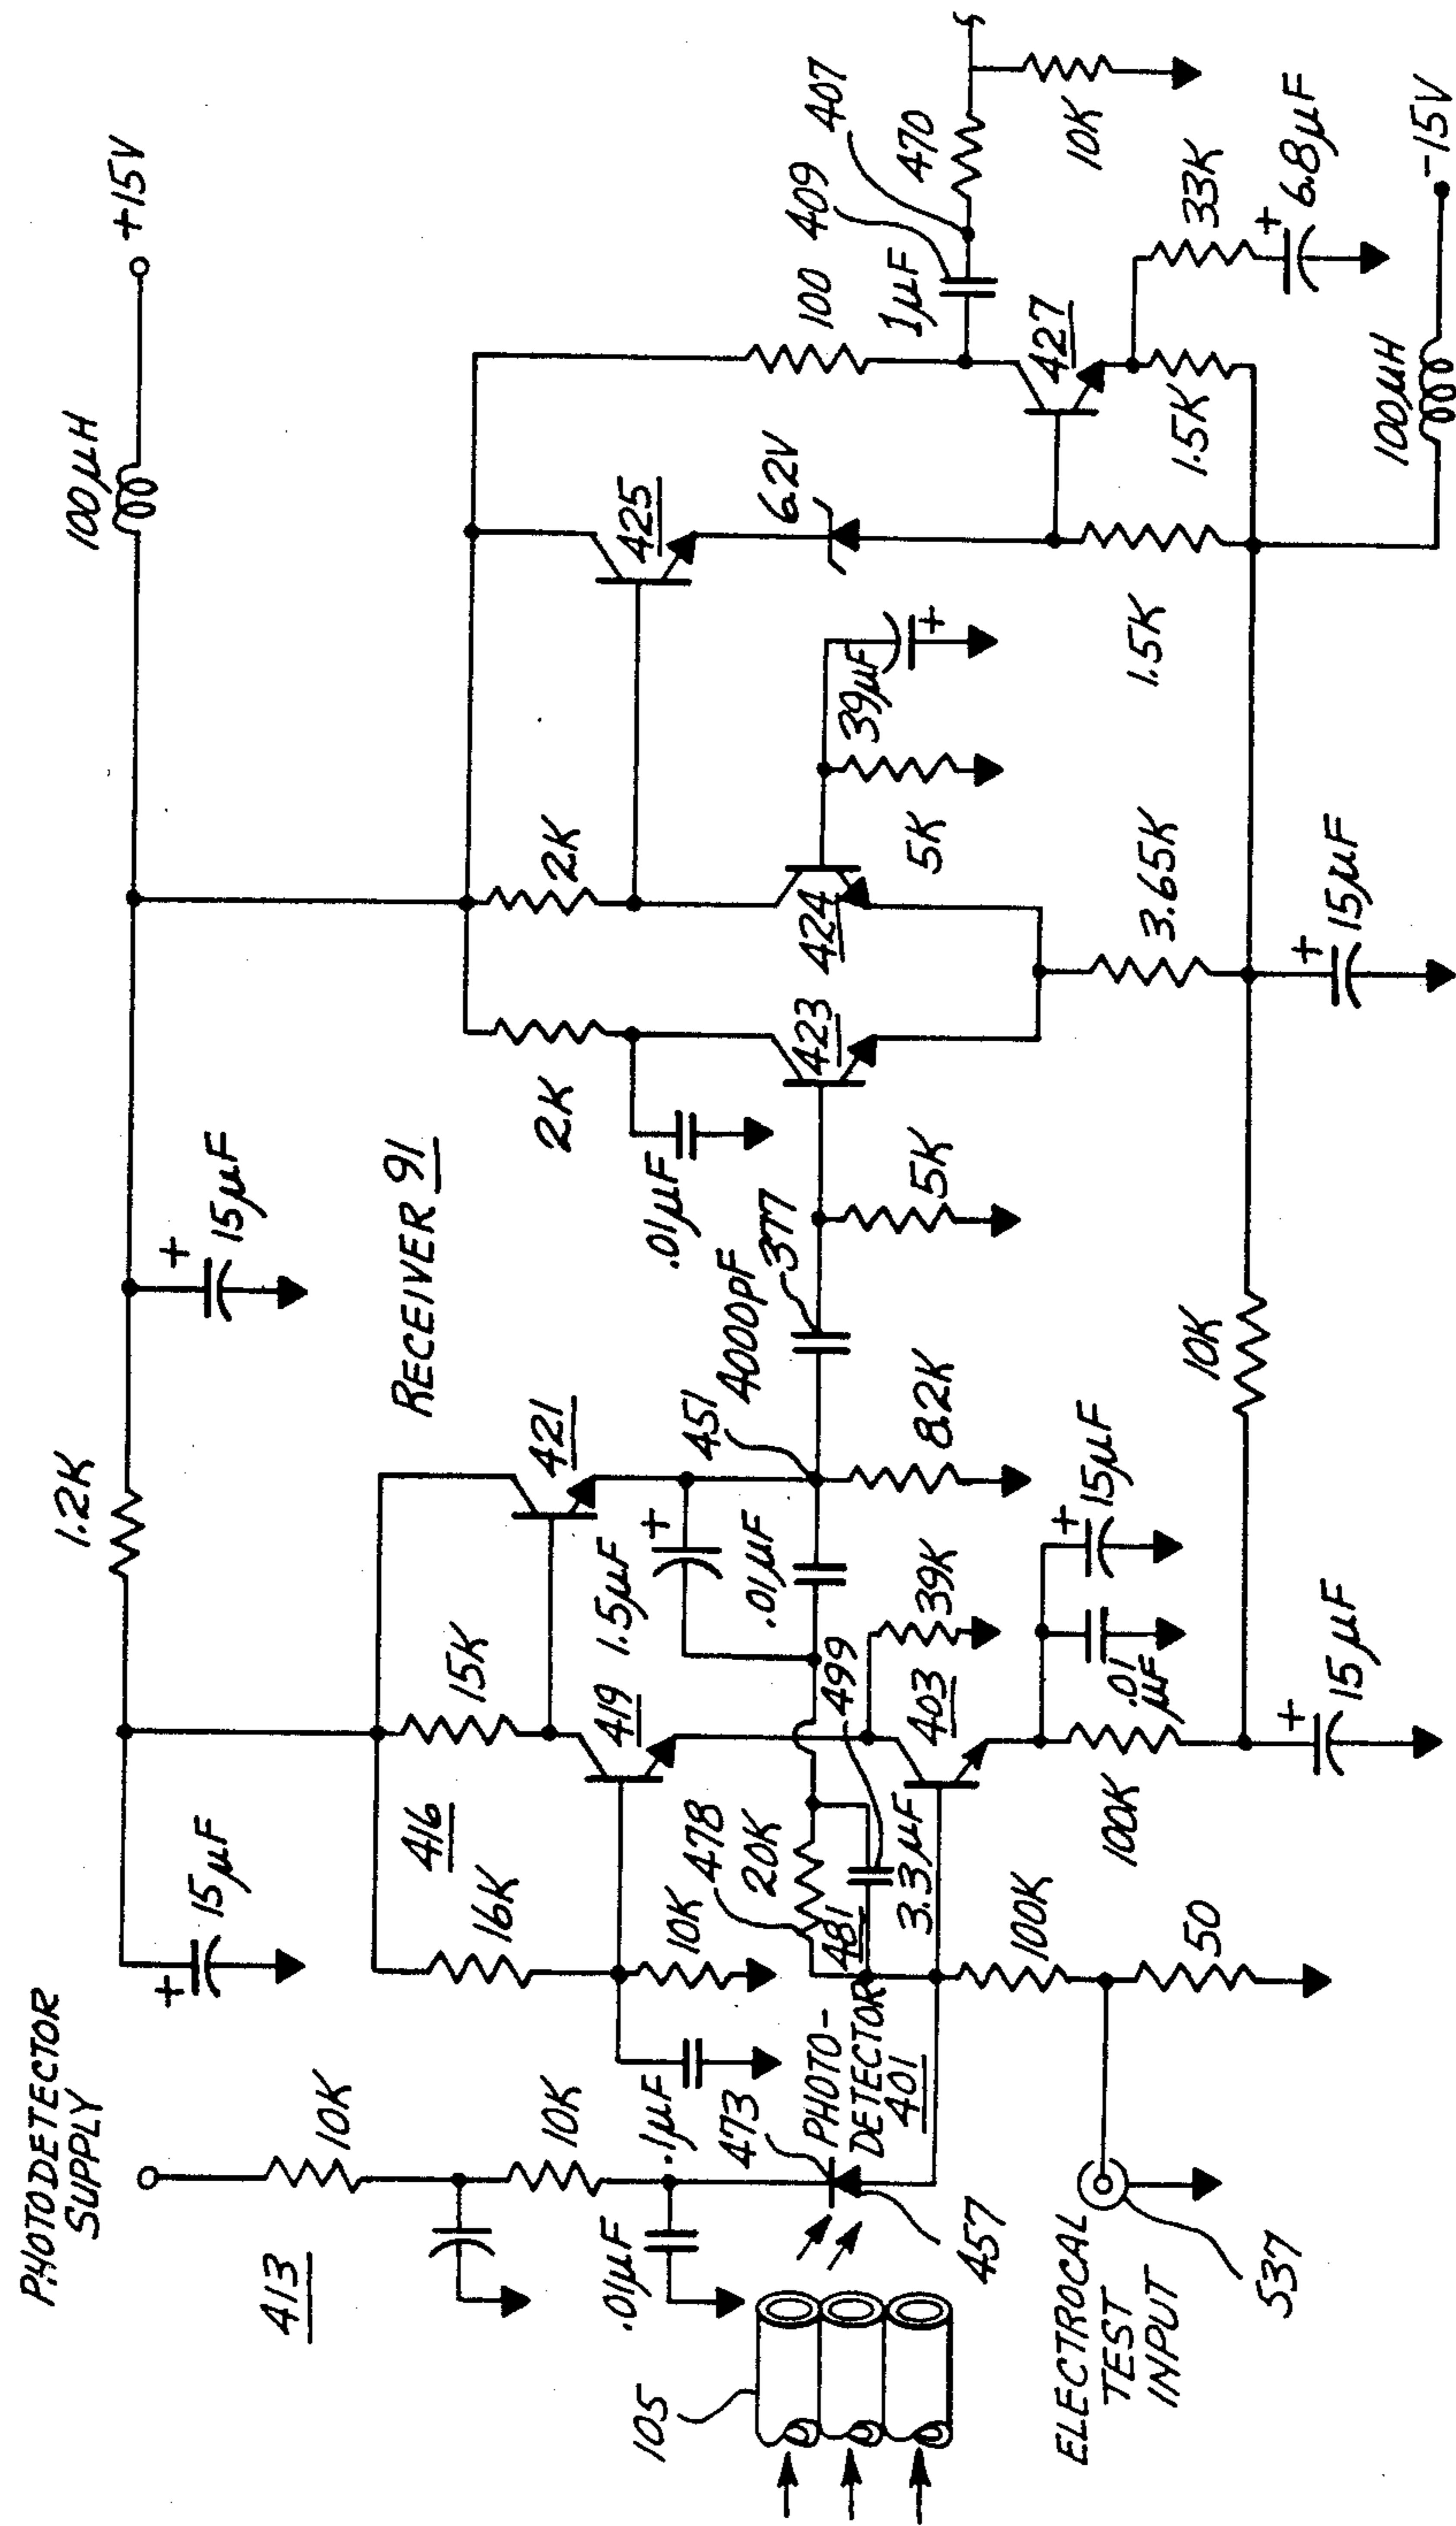 PHOTODETECTOR
SUPPLY
413
10K
10K
.01µF
.1µF
473
PHOTO-
DETECTOR
401
457
105
ELECTROCAL
TEST
INPUT
537
15µF
+
16K
416
15K
10K
478
20K
481
3.3µF
499
419
403
39K
100K
50
100K
.01
µF
15µF
+
15µF
+
1.2K
421
1.5µF
+
.01µF
451
4000pF
377
8.2K
5K
10K
RECEIVER 91
15µF
+
2K
.01µF
423
2K
424
5K
39µF
+
3.65K
15µF
+
100µH
+15V
425
6.2V
1.5K
427
1.5K
100
409
1µF
407
470
10K
33K
6.8µF
+
100µH
-15V